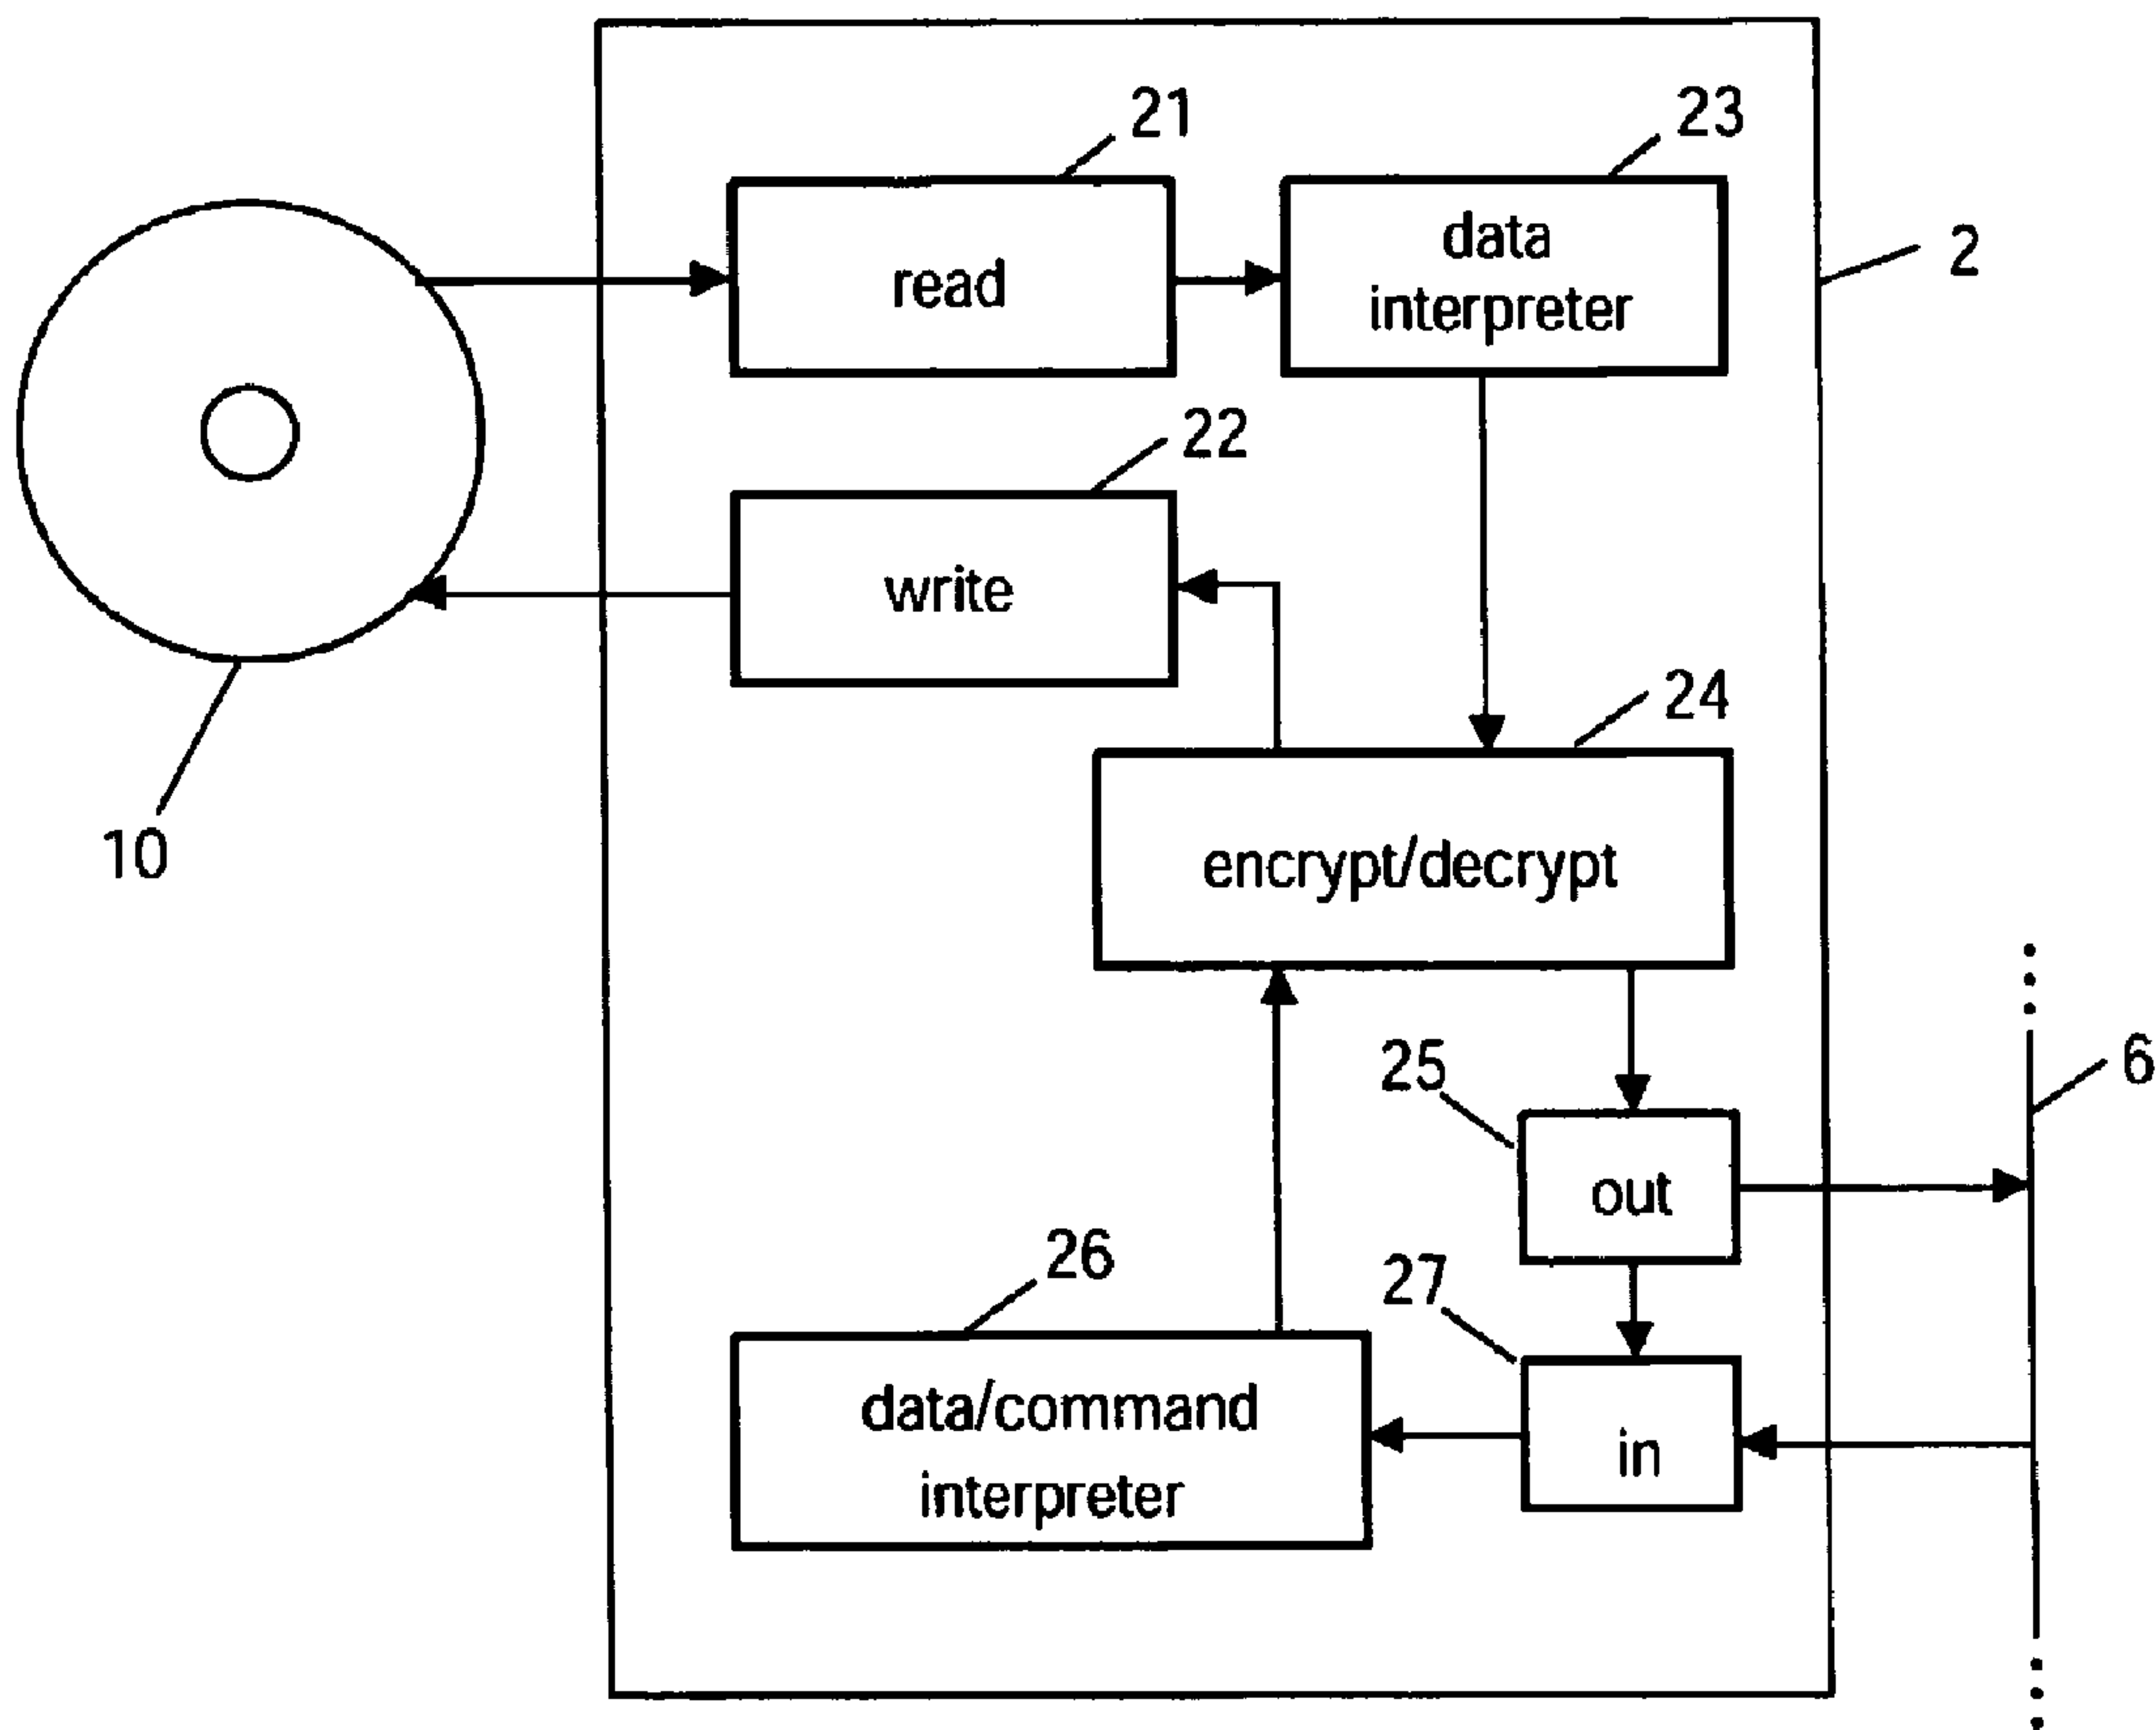 21
23
read
data
interpreter
2
22
write
24
10
encrypt/decrypt
25
6
out
26
27
data/command
interpreter
in